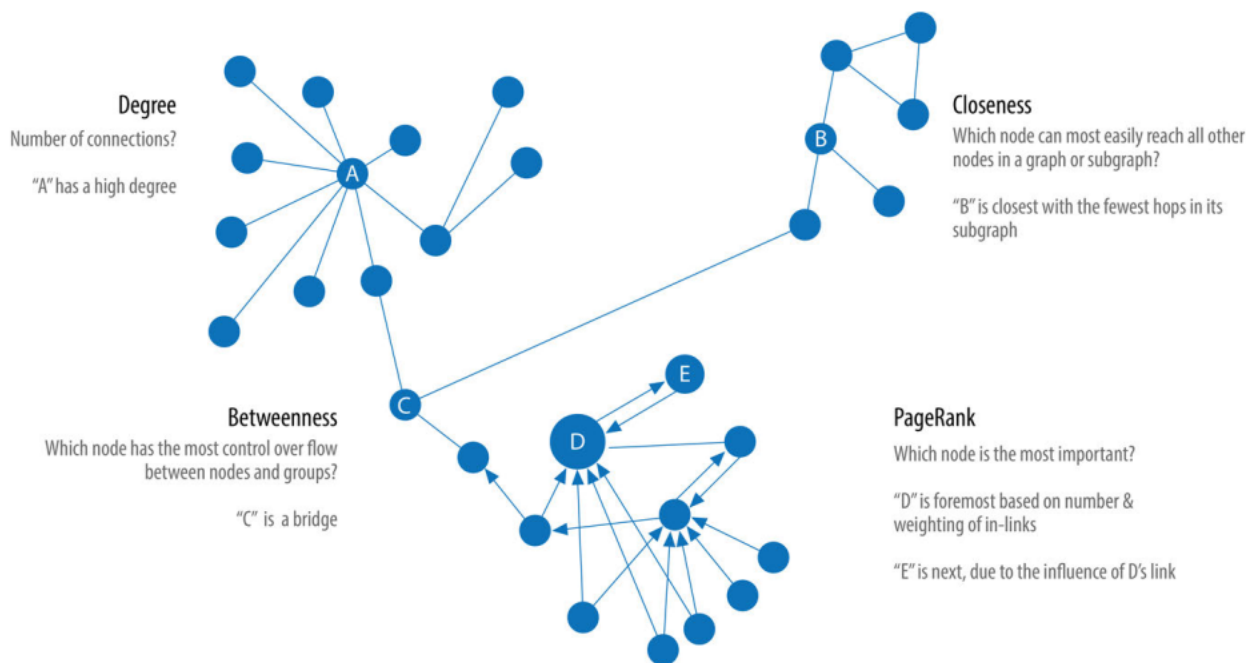 Degree
Number of connections?
“A” has a high degree
A
Closeness
Which node can most easily reach all other
nodes in a graph or subgraph?
“B” is closest with the fewest hops in its
subgraph
B
Betweenness
Which node has the most control over flow
between nodes and groups?
“C” is a bridge
C
D
E
PageRank
Which node is the most important?
“D” is foremost based on number &
weighting of in-links
“E” is next, due to the influence of D’s link